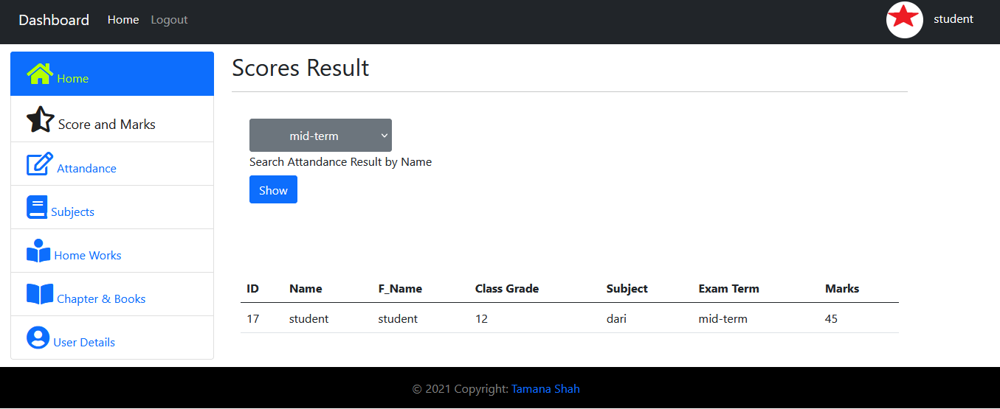 Dashboard Home Logout student
Home
Score and Marks
Attandance
Subjects
Home Works
Chapter & Books
User Details
Scores Result
mid-term
Search Attandance Result by Name
Show
ID Name F_Name Class Grade Subject Exam Term Marks
17 student student 12 dari mid-term 45
© 2021 Copyright: Tamana Shah